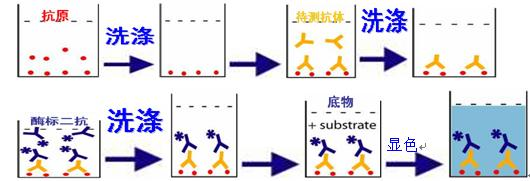 抗原
洗涤
待测抗体
洗涤
酶标二抗
洗涤
底物
+ substrate
显色